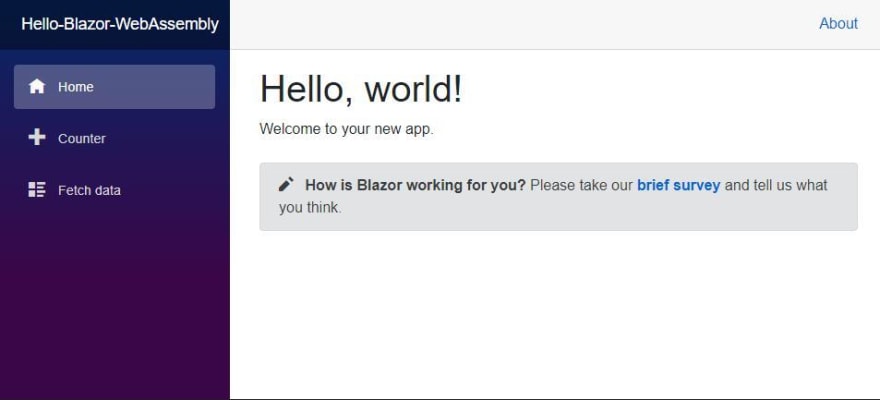 Hello-Blazor-WebAssembly
About
Home
Counter
Fetch data
Hello, world!
Welcome to your new app.
How is Blazor working for you? Please take our brief survey and tell us what
you think.